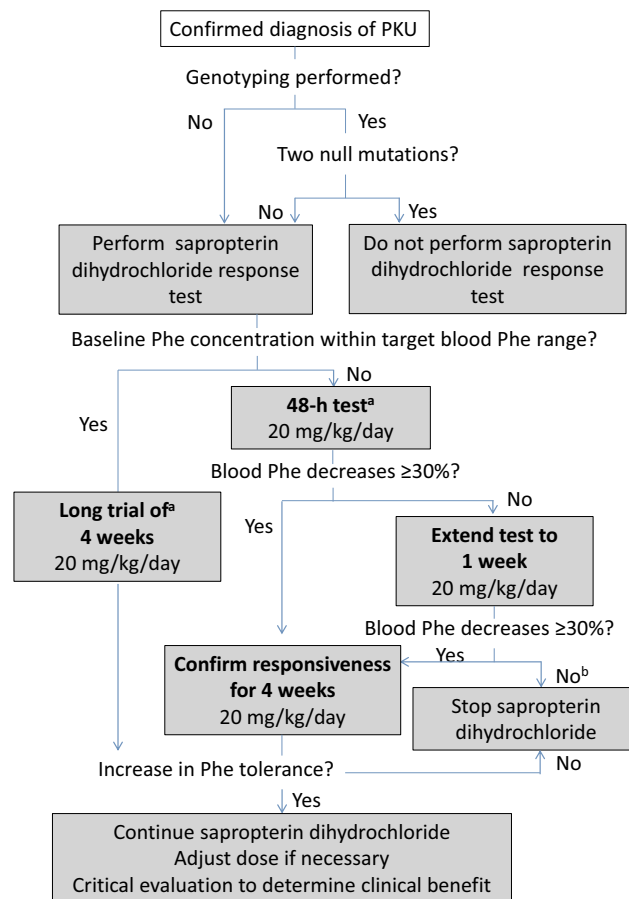 Confirmed diagnosis of PKU
Genotyping performed?
No
Yes
Two null mutations?
No
Yes
Perform sapropterin
dihydrochloride response
test
Do not perform sapropterin
dihydrochloride response
test
Baseline Phe concentration within target blood Phe range?
Yes
No
48-h testᵃ
20 mg/kg/day
Blood Phe decreases ≥30%?
Long trial ofᵃ
4 weeks
20 mg/kg/day
Yes
No
Extend test to
1 week
20 mg/kg/day
Blood Phe decreases ≥30%?
Yes
Noᵇ
Confirm responsiveness
for 4 weeks
20 mg/kg/day
Stop sapropterin
dihydrochloride
Increase in Phe tolerance?
No
Yes
Continue sapropterin dihydrochloride
Adjust dose if necessary
Critical evaluation to determine clinical benefit